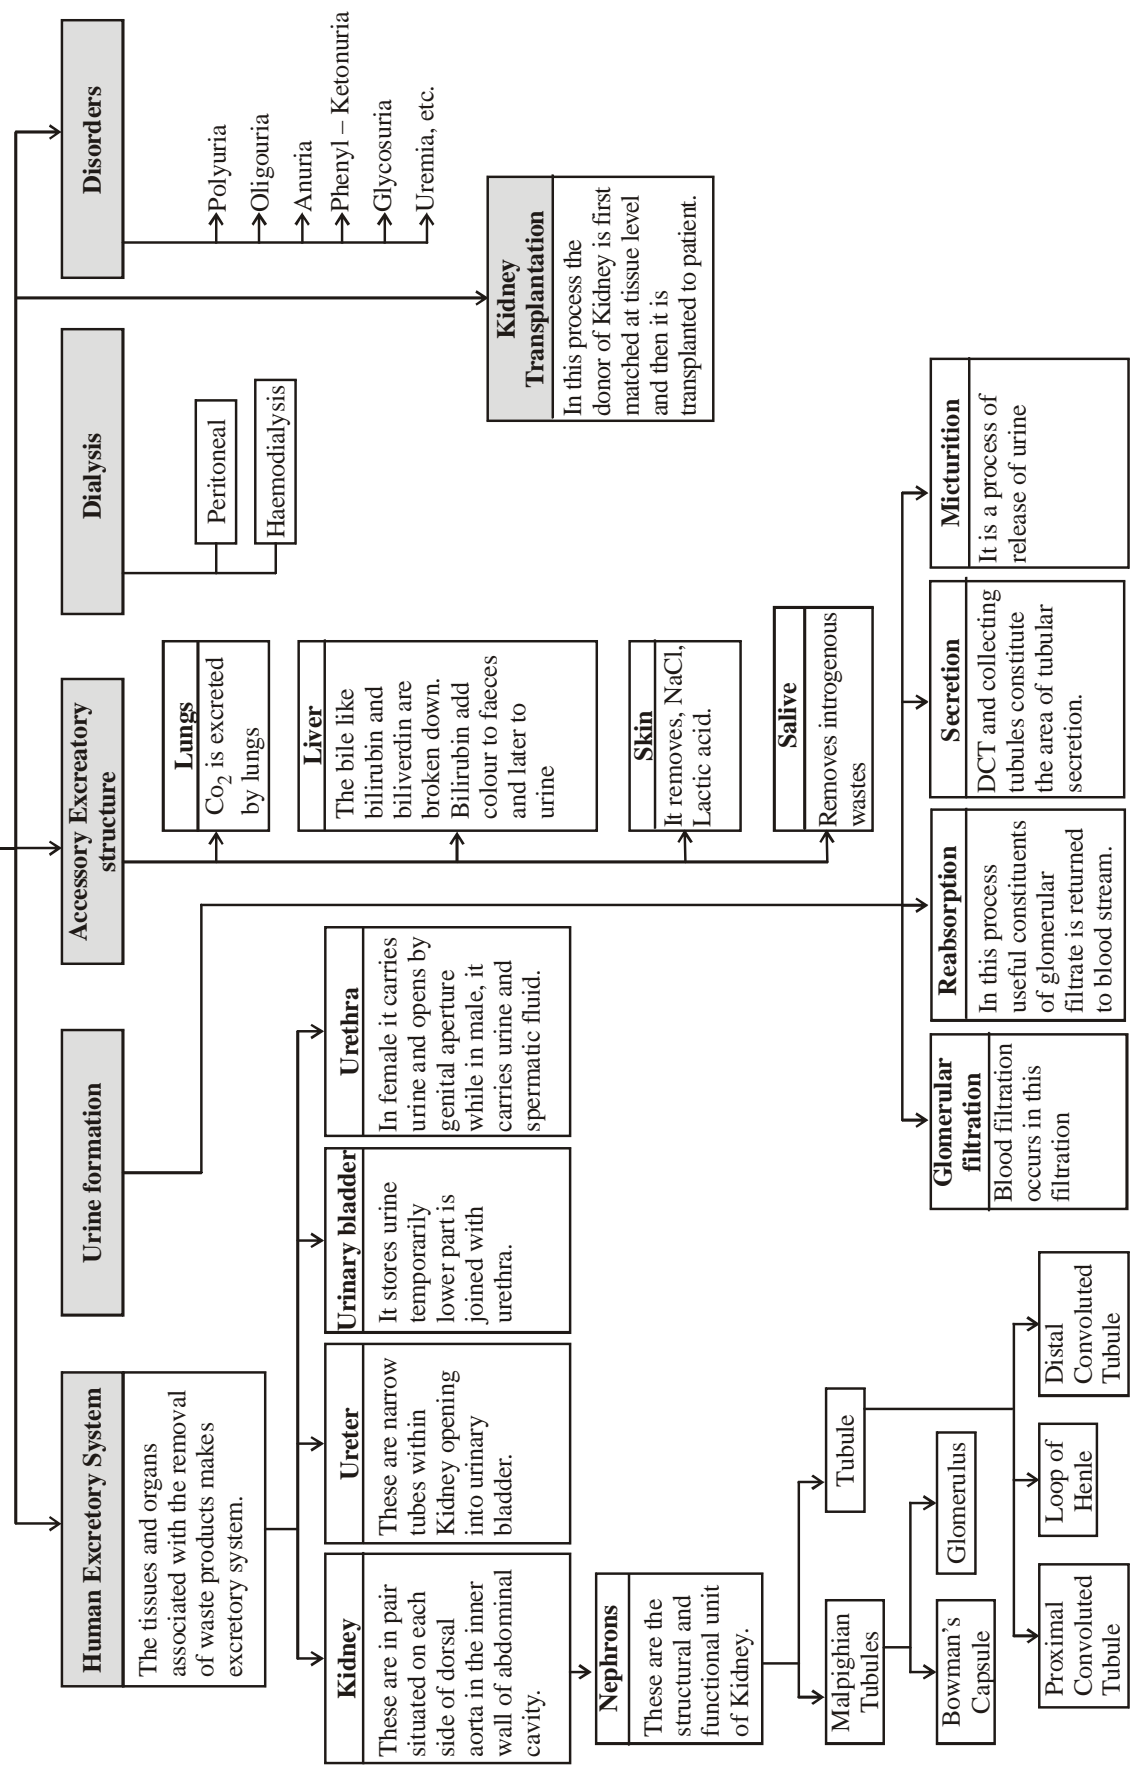 Human Excretory System
The tissues and organs
associated with the removal
of waste products makes
excretory system.
Kidney
These are in pair
situated on each
side of dorsal
aorta in the inner
wall of abdominal
cavity.
Ureter
These are narrow
tubes within
Kidney opening
into urinary
bladder.
Urinary bladder
It stores urine
temporarily
lower part is
joined with
urethra.
Urethra
In female it carries
urine and opens by
genital aperture
while in male, it
carries urine and
spermatic fluid.
Nephrons
These are the
structural and
functional unit
of Kidney.
Malpighian
Tubules
Bowman's
Capsule
Glomerulus
Tubule
Proximal
Convoluted
Tubule
Loop of
Henle
Distal
Convoluted
Tubule
Urine formation
Glomerular
filtration
Blood filtration
occurs in this
filtration
Reabsorption
In this process
useful constituents
of glomerular
filtrate is returned
to blood stream.
Secretion
DCT and collecting
tubules constitute
the area of tubular
secretion.
Micturition
It is a process of
release of urine
Accessory Excreatory
structure
Lungs
Co2 is excreted
by lungs
Liver
The bile like
bilirubin and
biliverdin are
broken down.
Bilirubin add
colour to faeces
and later to
urine
Skin
It removes, NaCl,
Lactic acid.
Salive
Removes introgenous
wastes
Dialysis
Peritoneal
Haemodialysis
Kidney
Transplantation
In this process the
donor of Kidney is first
matched at tissue level
and then it is
transplanted to patient.
Disorders
Polyuria
Oligouria
Anuria
Phenyl – Ketonuria
Glycosuria
Uremia, etc.